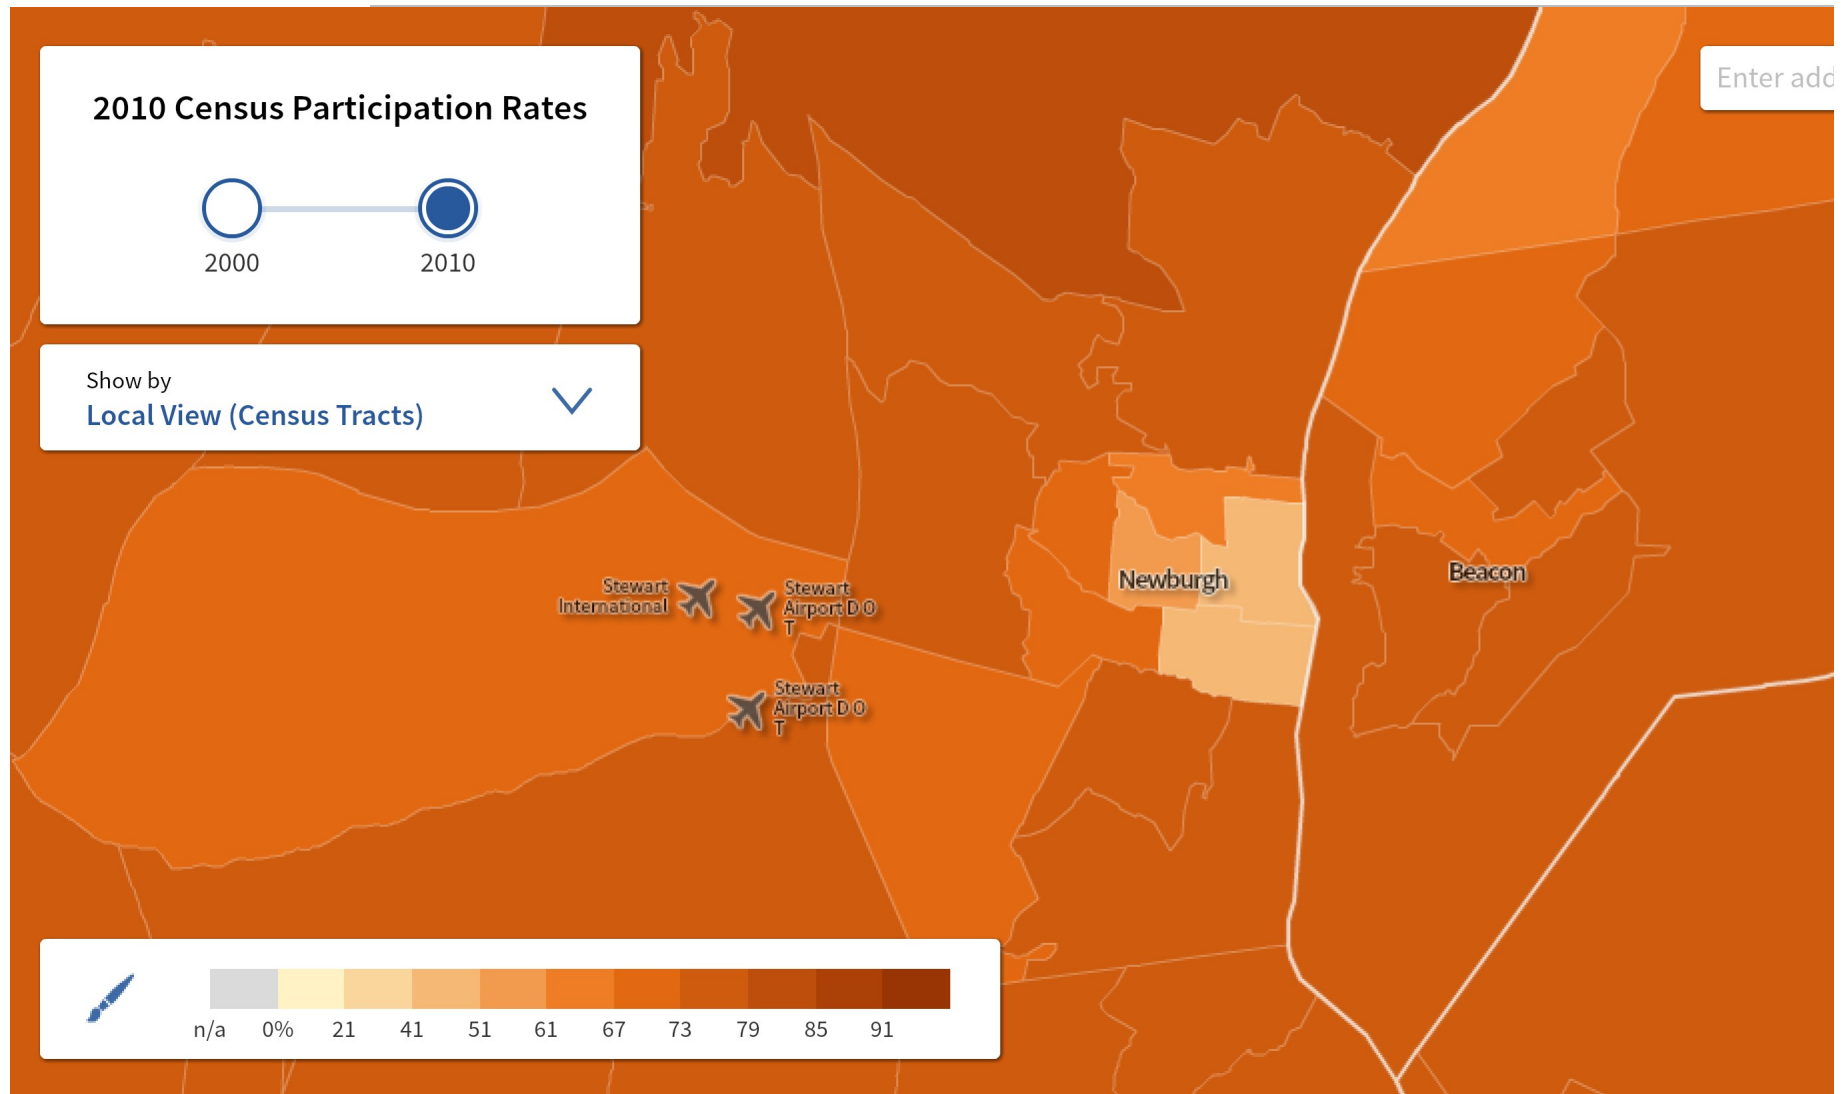 2010 Census Participation Rates
Enter add
2000
2010
Show by
Local View (Census Tracts)
Stewart
International
Stewart
Airport D O
T
Newburgh
Beacon
Stewart
Airport D O
T
n/a
0%
21
41
51
61
67
73
79
85
91